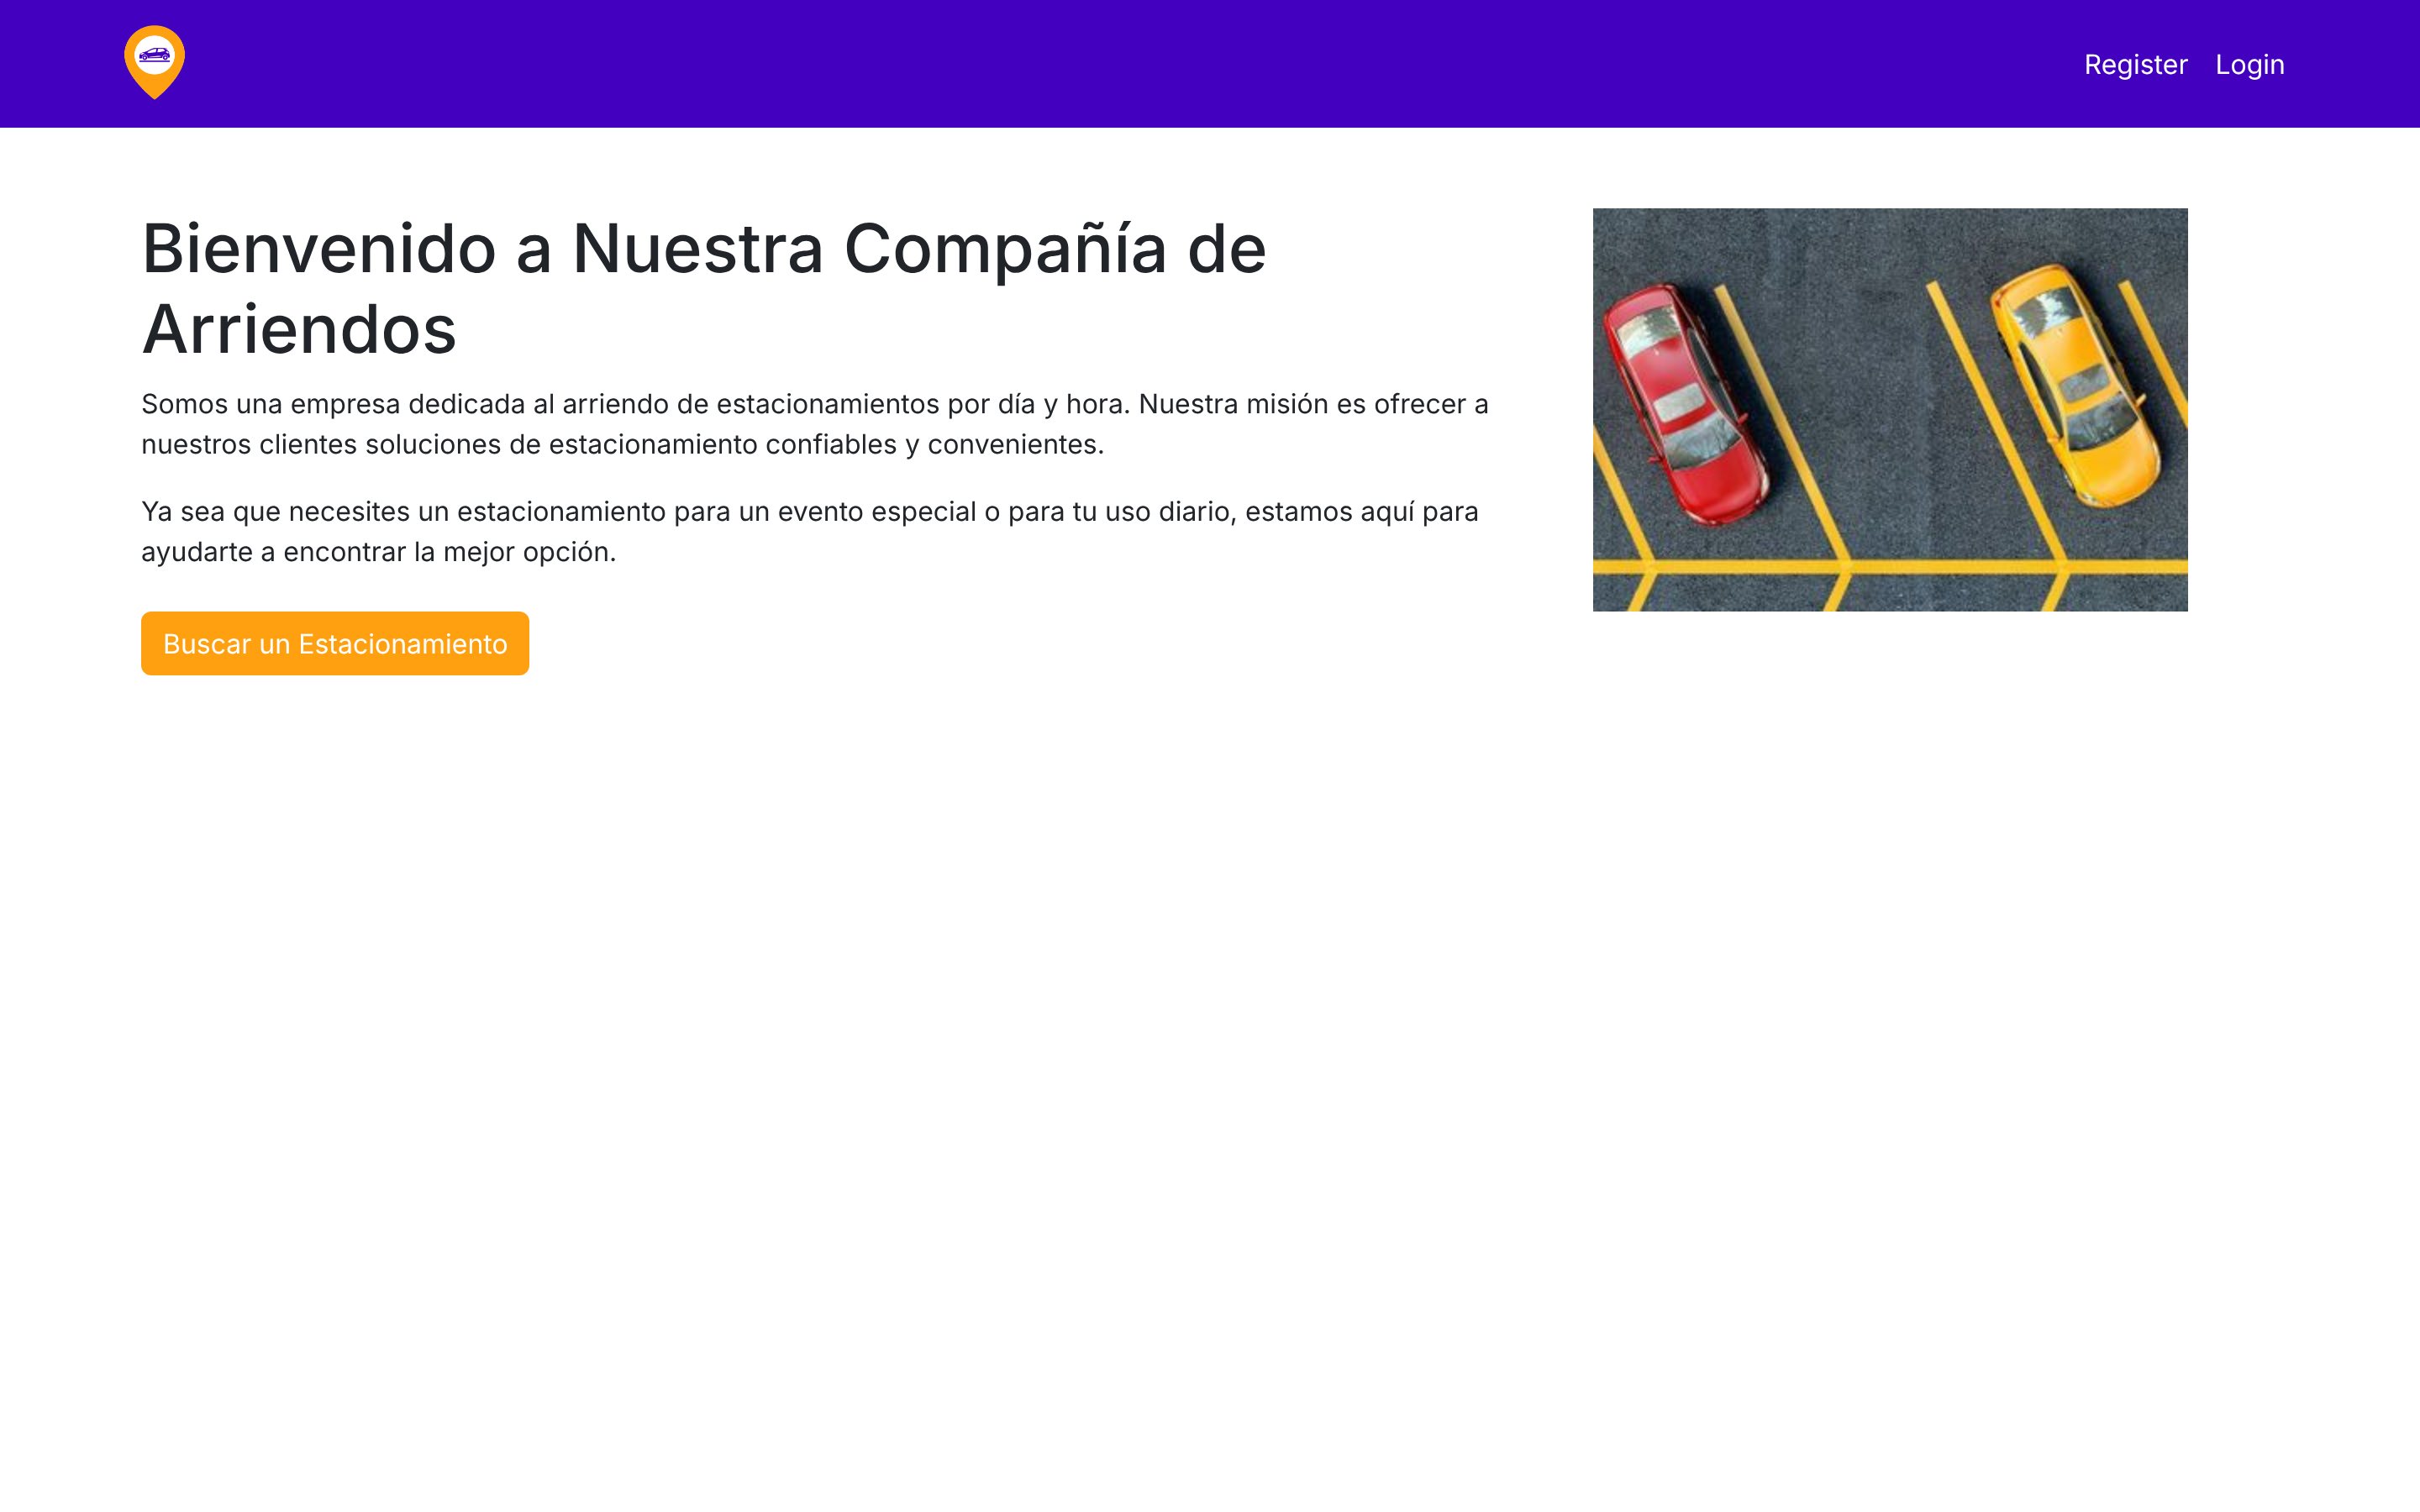 Register Login
Bienvenido a Nuestra Compañía de
Arriendos
Somos una empresa dedicada al arriendo de estacionamientos por día y hora. Nuestra misión es ofrecer a
nuestros clientes soluciones de estacionamiento confiables y convenientes.
Ya sea que necesites un estacionamiento para un evento especial o para tu uso diario, estamos aquí para
ayudarte a encontrar la mejor opción.
Buscar un Estacionamiento